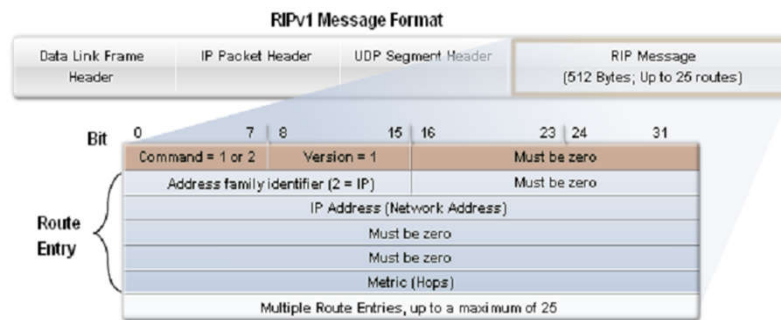 RIPv1 Message Format
Data Link Frame Header
IP Packet Header
UDP Segment Header
RIP Message
(512 Bytes; Up to 25 routes)
Bit 0 7 8 15 16 23 24 31
Command = 1 or 2 Version = 1 Must be zero
Address family identifier (2 = IP) Must be zero
IP Address (Network Address)
Must be zero
Must be zero
Metric (Hops)
Multiple Route Entries, up to a maximum of 25
Route
Entry